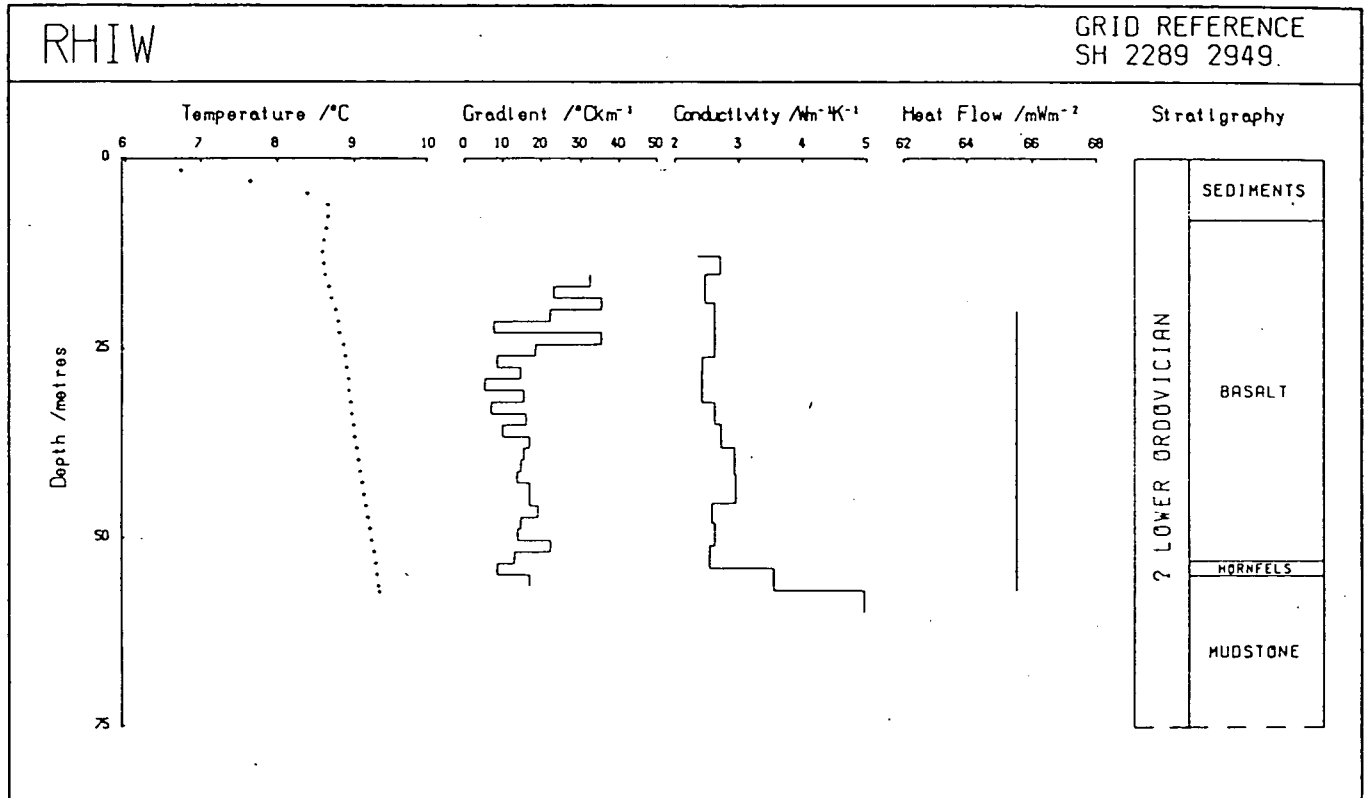 RHIW
GRID REFERENCE
SH 2289 2949.
Temperature /°C
Gradient /°Ckm⁻¹
Conductivity /Wm⁻¹K⁻¹
Heat Flow /mWm⁻²
Stratigraphy
6 7 8 9 10
0 10 20 30 40 50
2 3 4 5
62 64 66 68
0
25
50
75
Depth /metres
? LOWER ORDOVICIAN
SEDIMENTS
BASALT
HORNFELS
MUDSTONE